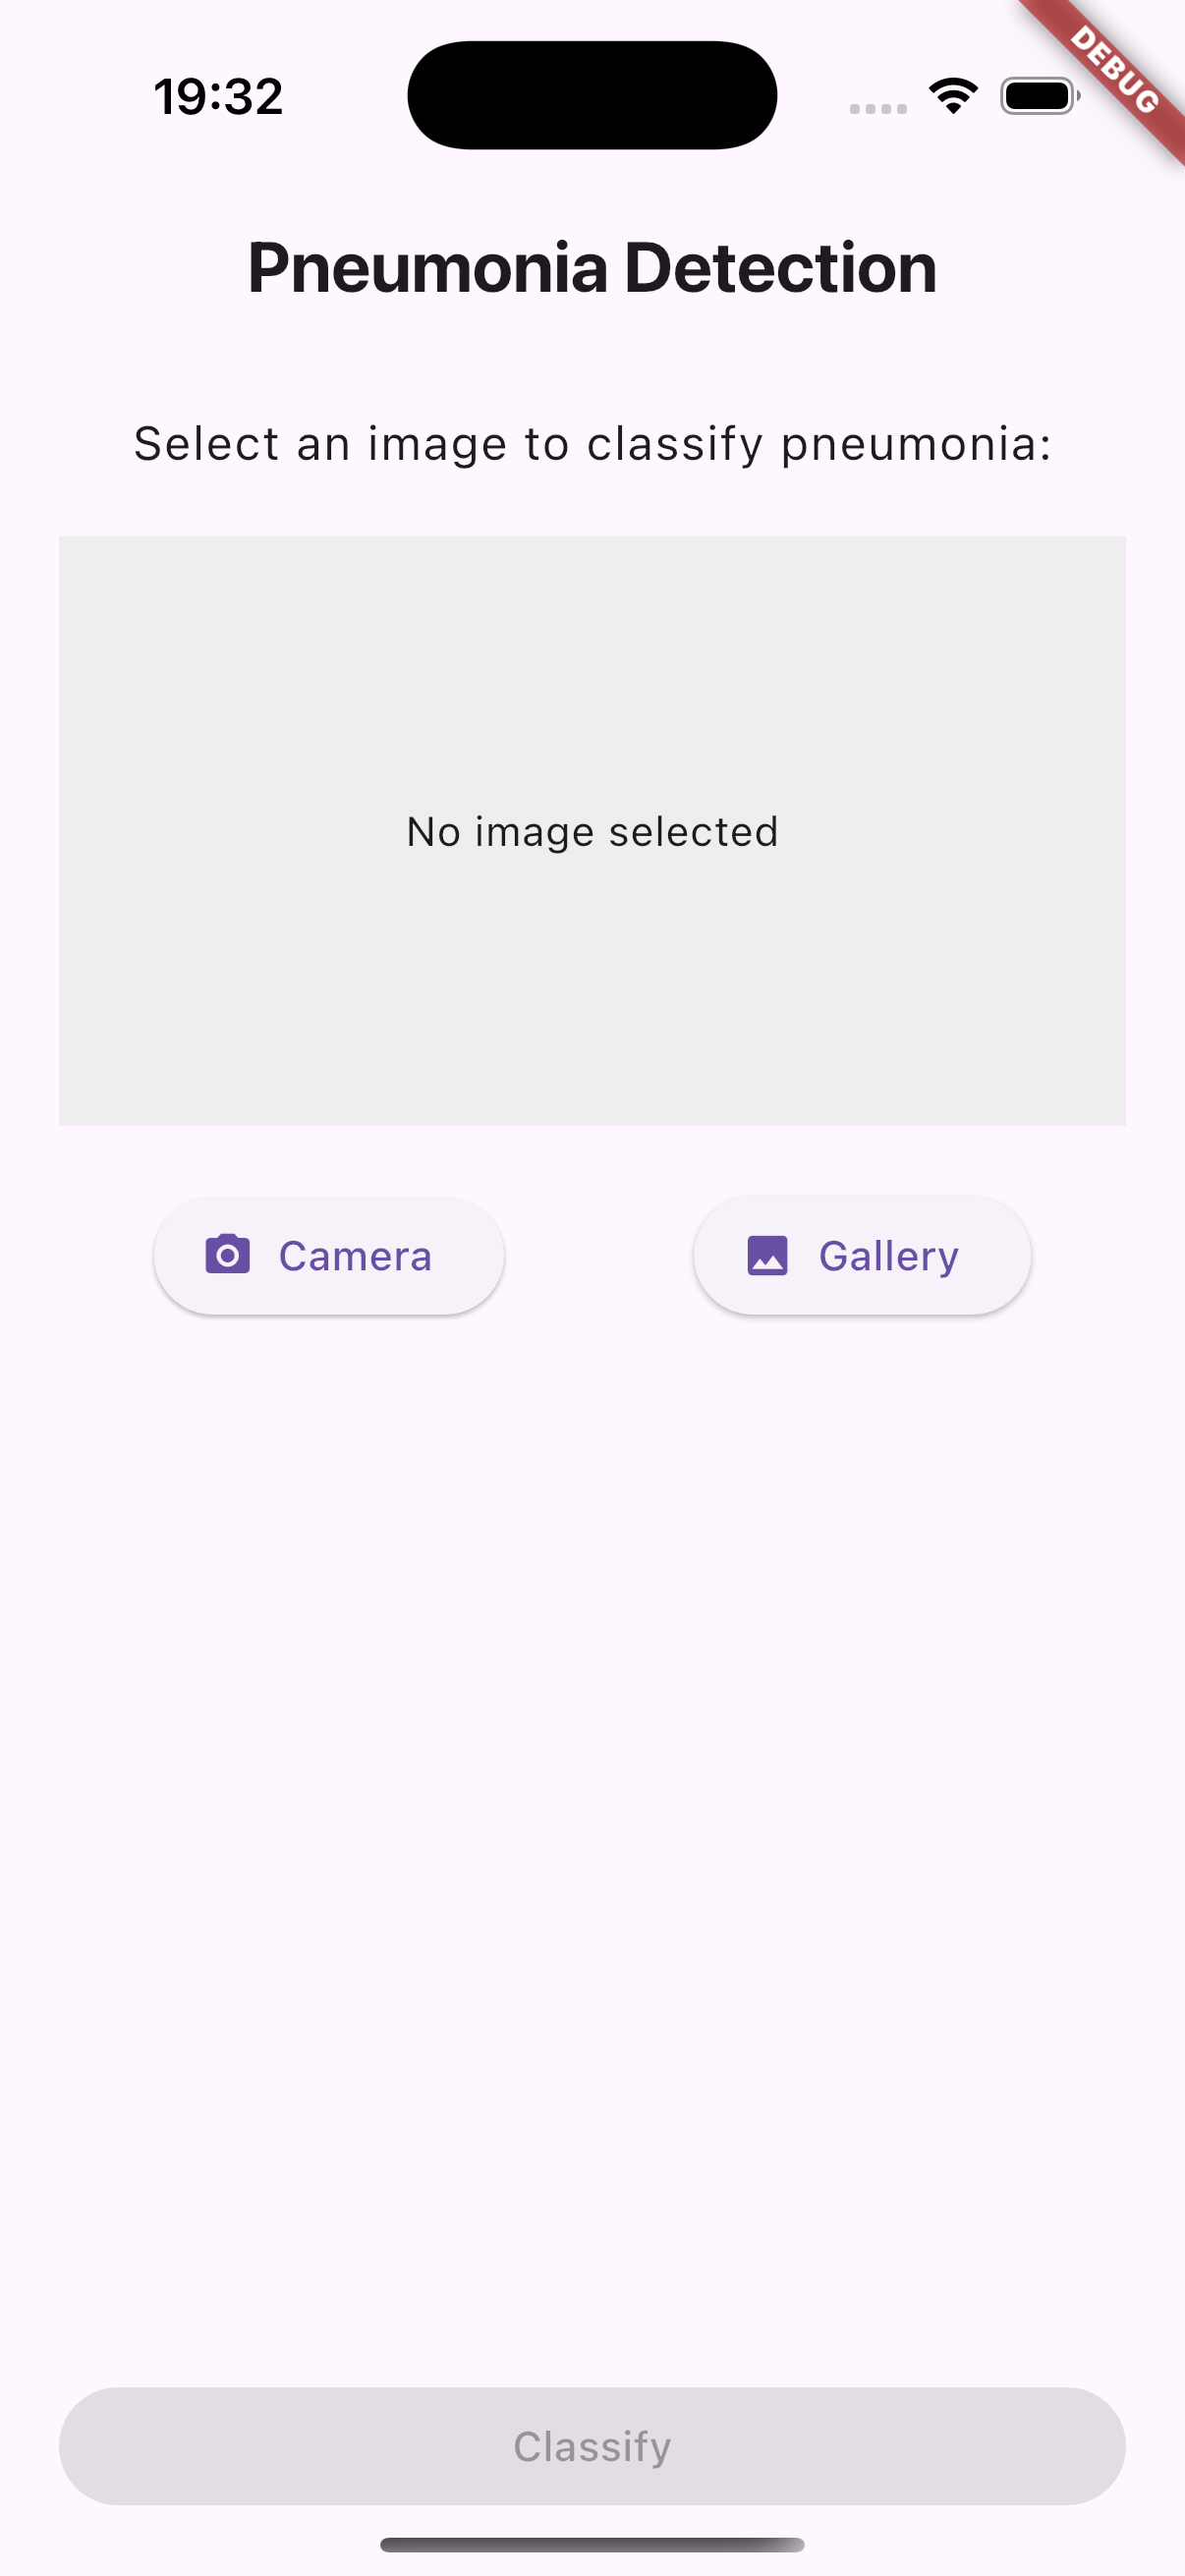 19:32
DEBUG
Pneumonia Detection
Select an image to classify pneumonia:
No image selected
Camera
Gallery
Classify